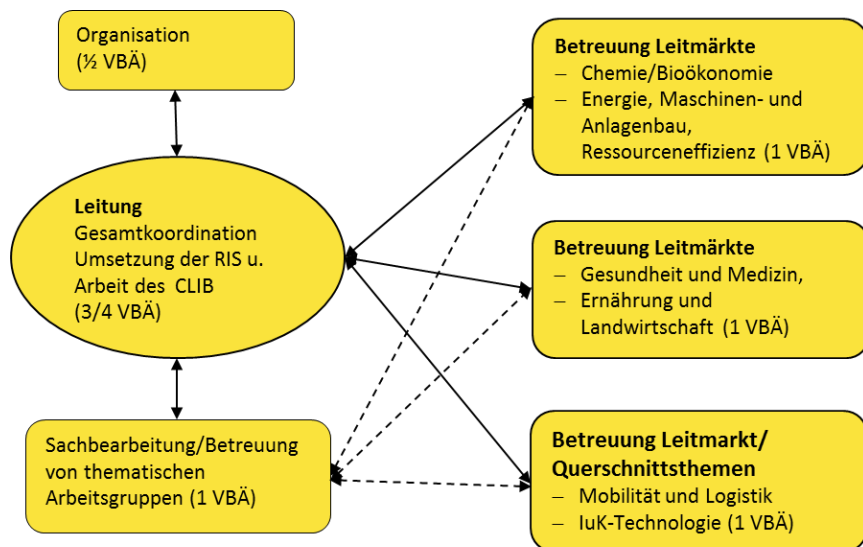 Organisation
(½ VBÄ)
Leitung
Gesamtkoordination
Umsetzung der RIS u.
Arbeit des CLIB
(3/4 VBÄ)
Sachbearbeitung/Betreuung
von thematischen
Arbeitsgruppen (1 VBÄ)
Betreuung Leitmärkte
– Chemie/Bioökonomie
– Energie, Maschinen- und
Anlagenbau,
Ressourceneffizienz (1 VBÄ)
Betreuung Leitmärkte
– Gesundheit und Medizin,
– Ernährung und
Landwirtschaft (1 VBÄ)
Betreuung Leitmarkt/
Querschnittsthemen
– Mobilität und Logistik
– IuK-Technologie (1 VBÄ)